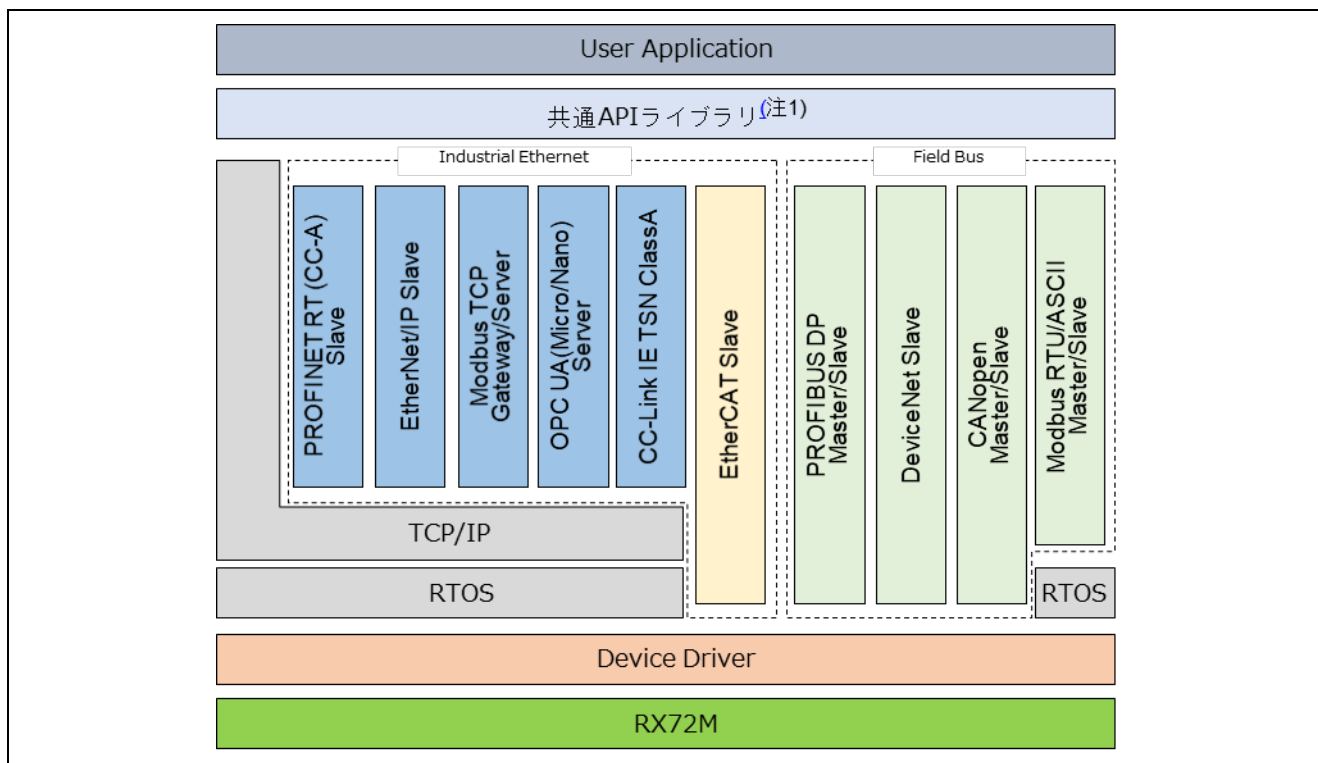 User Application
共通APIライブラリ(注1)
Industrial Ethernet
Field Bus
PROFINET RT (CC-A)
Slave
EtherNet/IP Slave
Modbus TCP
Gateway/Server
OPC UA(Micro/Nano)
Server
CC-Link IE TSN ClassA
EtherCAT Slave
PROFIBUS DP
Master/Slave
DeviceNet Slave
CANopen
Master/Slave
Modbus RTU/ASCII
Master/Slave
TCP/IP
RTOS
RTOS
Device Driver
RX72M